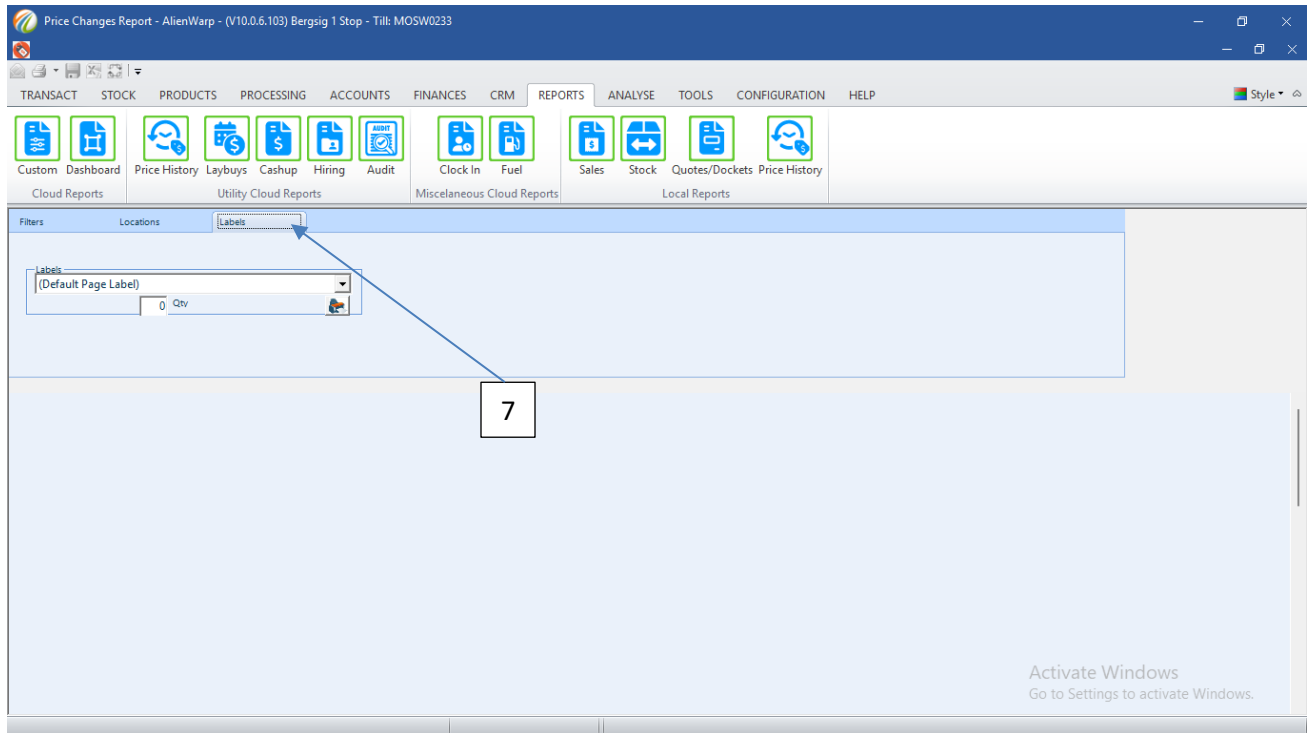 Price Changes Report - AlienWarp - (V10.0.6.103) Bergsig 1 Stop - Till: MOSW0233
TRANSACT STOCK PRODUCTS PROCESSING ACCOUNTS FINANCES CRM REPORTS ANALYSE TOOLS CONFIGURATION HELP Style
AUDIT
Custom Dashboard Price History Laybuys Cashup Hiring Audit Clock In Fuel Sales Stock Quotes/Dockets Price History
Cloud Reports Utility Cloud Reports Miscelaneous Cloud Reports Local Reports
Filters Locations Labels
Labels
(Default Page Label)
0 Qty
7
Activate Windows
Go to Settings to activate Windows.